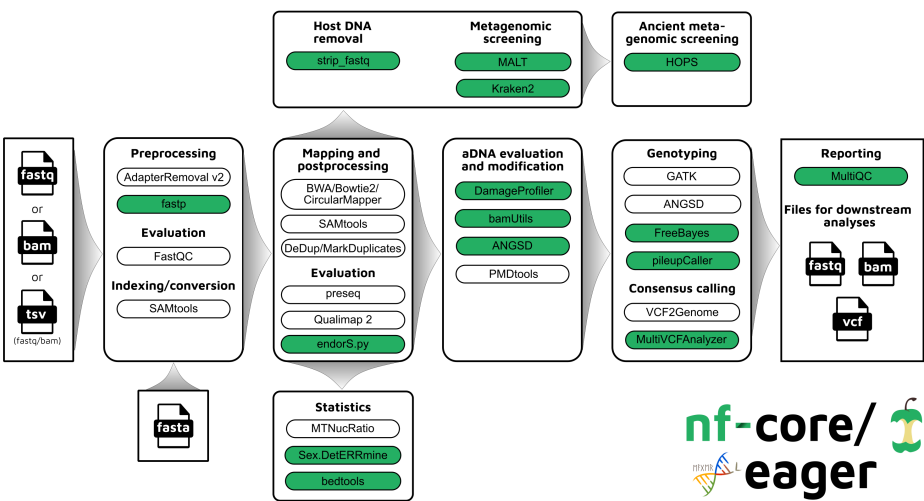 Host DNA
removal
strip_fastq
Metagenomic
screening
MALT
Kraken2
Ancient meta-
genomic screening
HOPS
fastq
or
bam
or
tsv
(fastq/bam)
Preprocessing
AdapterRemoval v2
fastp
Evaluation
FastQC
Indexing/conversion
SAMtools
fasta
Mapping and
postprocessing
BWA/Bowtie2/
CircularMapper
SAMtools
DeDup/MarkDuplicates
Evaluation
preseq
Qualimap 2
endorS.py
Statistics
MTNucRatio
Sex.DetERRmine
bedtools
aDNA evaluation
and modification
DamageProfiler
bamUtils
ANGSD
PMDtools
Genotyping
GATK
ANGSD
FreeBayes
pileupCaller
Consensus calling
VCF2Genome
MultiVCFAnalyzer
Reporting
MultiQC
Files for downstream
analyses
fastq
bam
vcf
nf-core/
eager